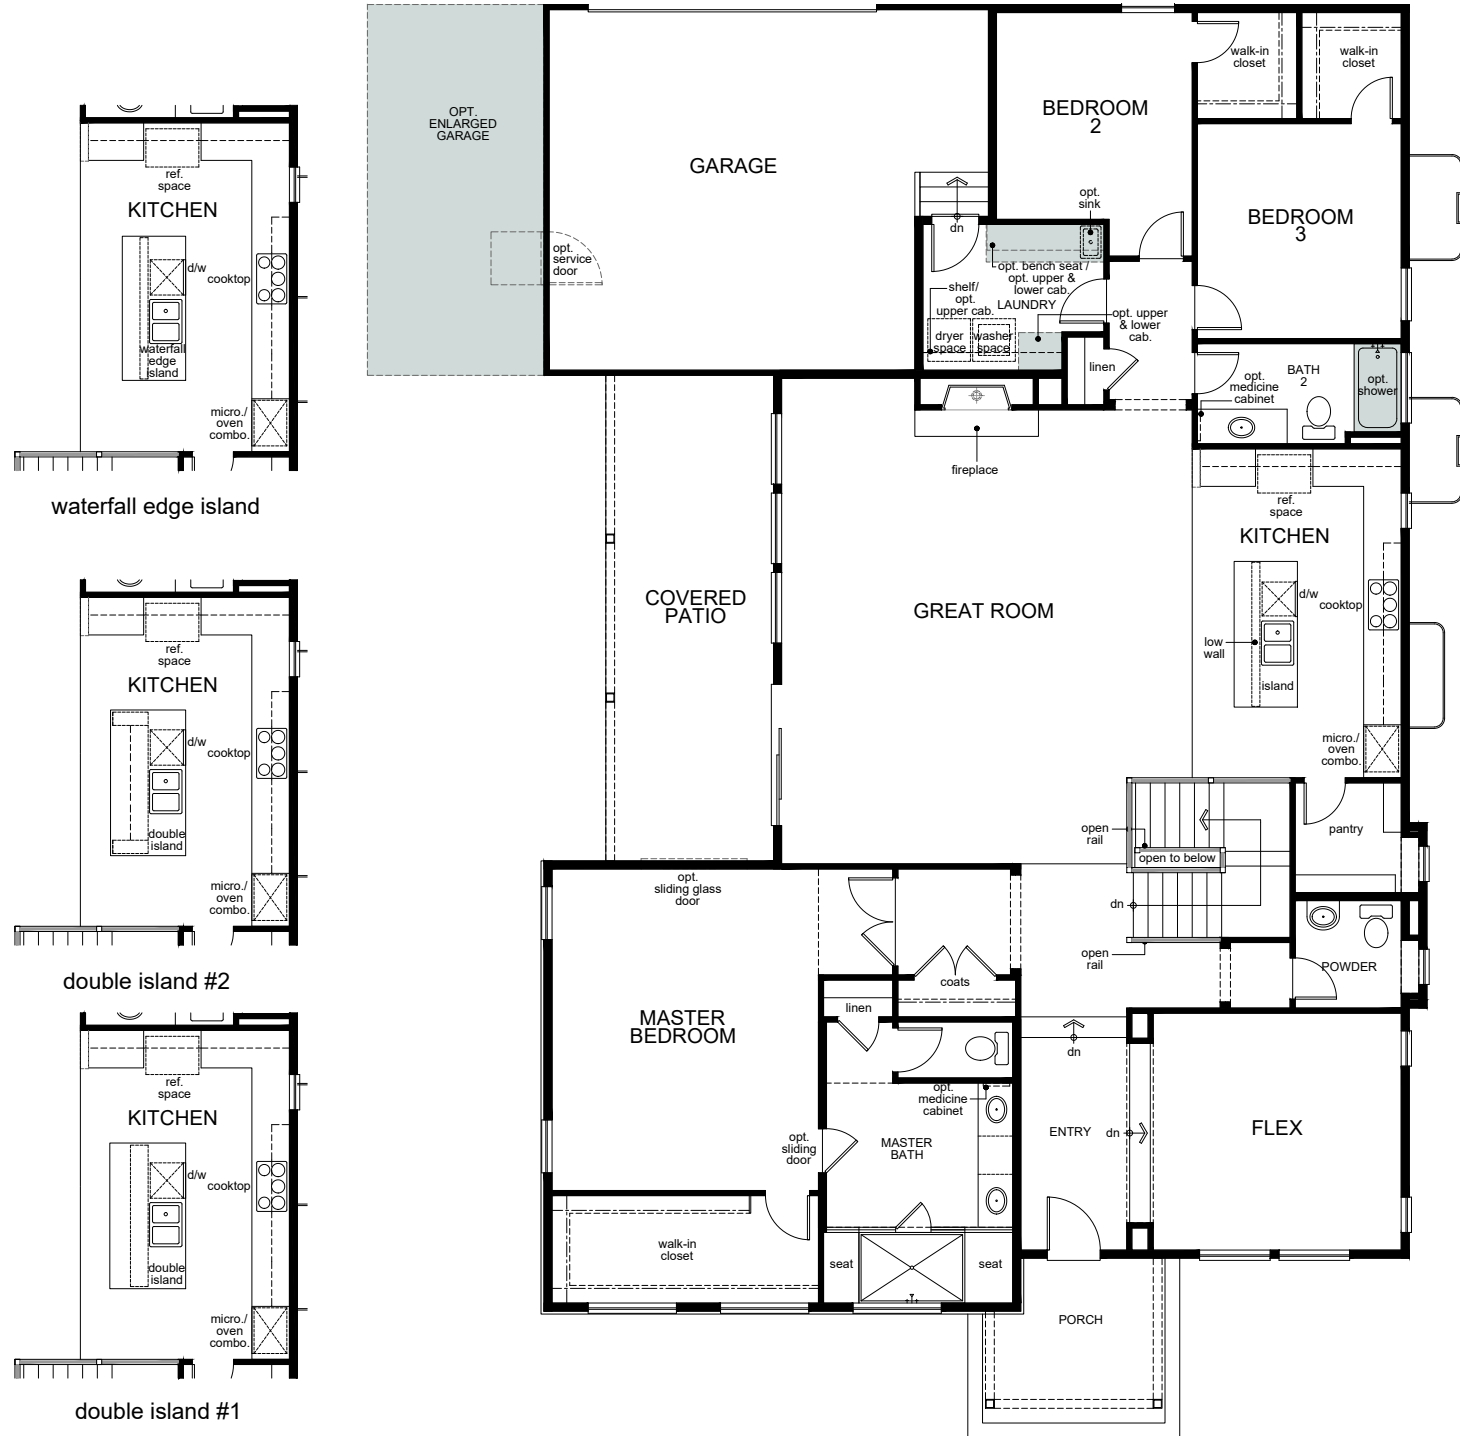 ref.
space
KITCHEN
d/w
cooktop
waterfall
edge
island
micro./
oven
combo.
waterfall edge island
ref.
space
KITCHEN
d/w
cooktop
double
island
micro./
oven
combo.
double island #2
ref.
space
KITCHEN
d/w
cooktop
double
island
micro./
oven
combo.
double island #1
OPT.
ENLARGED
GARAGE
GARAGE
opt.
service
door
dn
BEDROOM
2
walk-in
closet
walk-in
closet
BEDROOM
3
opt.
sink
opt. bench seat /
opt. upper &
lower cab.
LAUNDRY
shelf/
opt.
upper cab.
dryer
space
washer
space
opt. upper
& lower
cab.
linen
BATH
2
opt.
medicine
cabinet
opt.
shower
fireplace
COVERED
PATIO
GREAT ROOM
ref.
space
KITCHEN
d/w
cooktop
low
wall
island
micro./
oven
combo.
pantry
open
rail
open to below
dn
open
rail
POWDER
opt.
sliding glass
door
coats
linen
MASTER
BEDROOM
opt.
medicine
cabinet
opt.
sliding
door
MASTER
BATH
dn
ENTRY
dn
FLEX
walk-in
closet
seat
seat
PORCH